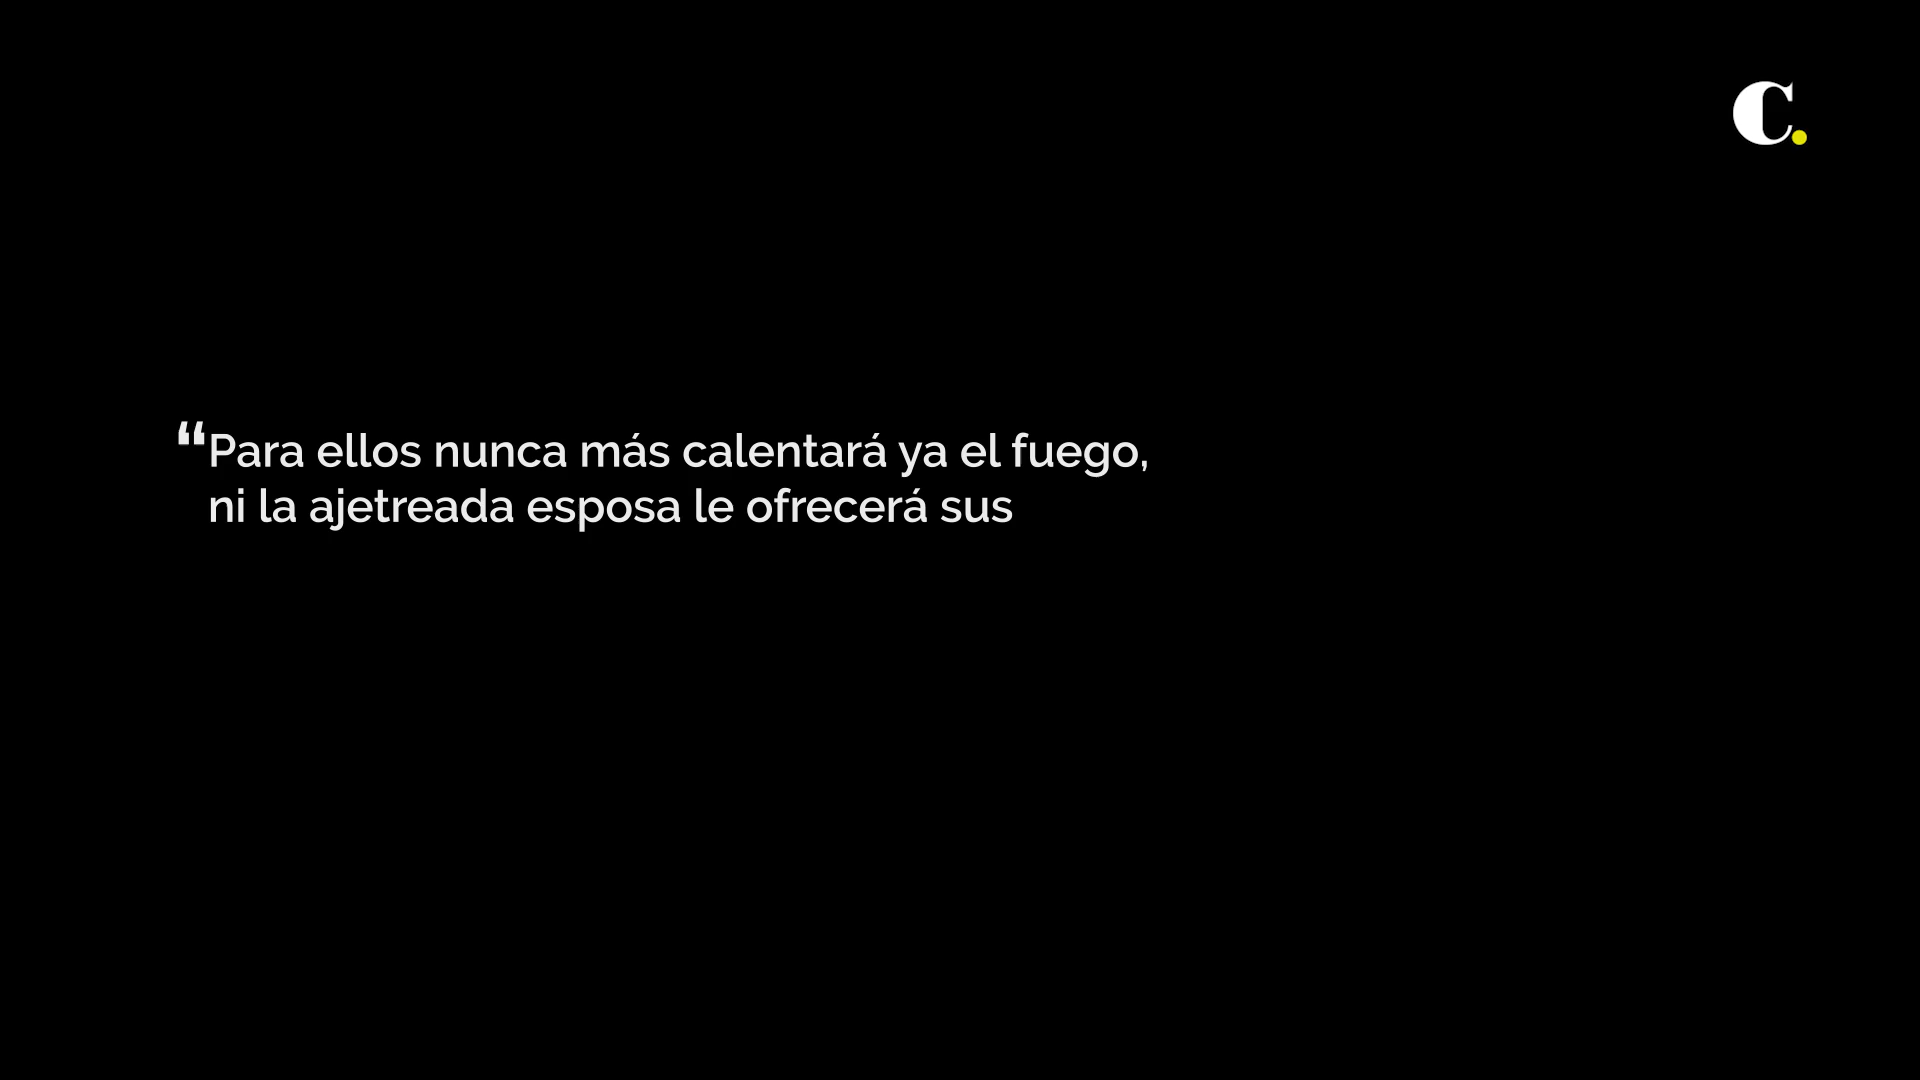 C.
“Para ellos nunca más calentará ya el fuego,
ni la ajetreada esposa le ofrecerá sus